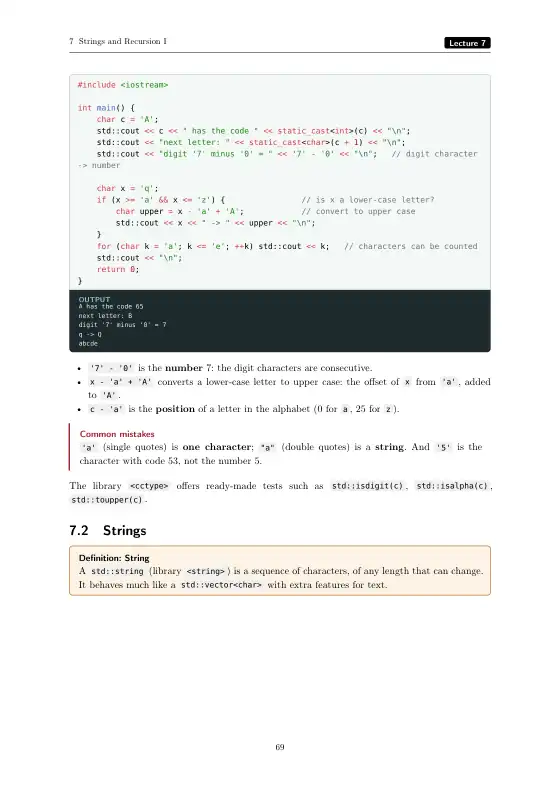 7 Strings and Recursion I
Lecture 7
#include <iostream>
int main() {
char c = 'A';
std::cout << c << " has the code " << static_cast<int>(c) << "\n";
std::cout << "next letter: " << static_cast<char>(c + 1) << "\n";
std::cout << "digit '7' minus '0' = " << '7' - '0' << "\n";   // digit character
-> number
char x = 'q';
if (x >= 'a' && x <= 'z') {                // is x a lower-case letter?
char upper = x - 'a' + 'A';            // convert to upper case
std::cout << x << " -> " << upper << "\n";
}
for (char k = 'a'; k <= 'e'; ++k) std::cout << k;   // characters can be counted
std::cout << "\n";
return 0;
}
OUTPUT
A has the code 65
next letter: B
digit '7' minus '0' = 7
q -> Q
abcde
• '7' - '0' is the number 7: the digit characters are consecutive.
• x - 'a' + 'A' converts a lower-case letter to upper case: the offset of x from 'a', added
to 'A'.
• c - 'a' is the position of a letter in the alphabet (0 for a, 25 for z).
Common mistakes
'a' (single quotes) is one character; "a" (double quotes) is a string. And '5' is the
character with code 53, not the number 5.
The library <cctype> offers ready-made tests such as std::isdigit(c), std::isalpha(c),
std::toupper(c).
7.2 Strings
Definition: String
A std::string (library <string>) is a sequence of characters, of any length that can change.
It behaves much like a std::vector<char> with extra features for text.
69